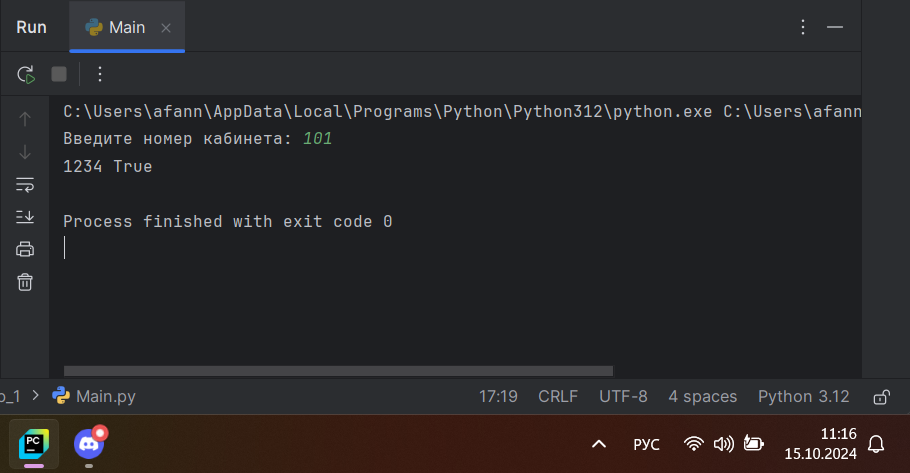 Run
Main
C:\Users\afann\AppData\Local\Programs\Python\Python312\python.exe C:\Users\afann
Введите номер кабинета: 101
1234 True
Process finished with exit code 0
o_1 > Main.py 17:19 CRLF UTF-8 4 spaces Python 3.12
PC
РУС
11:16
15.10.2024